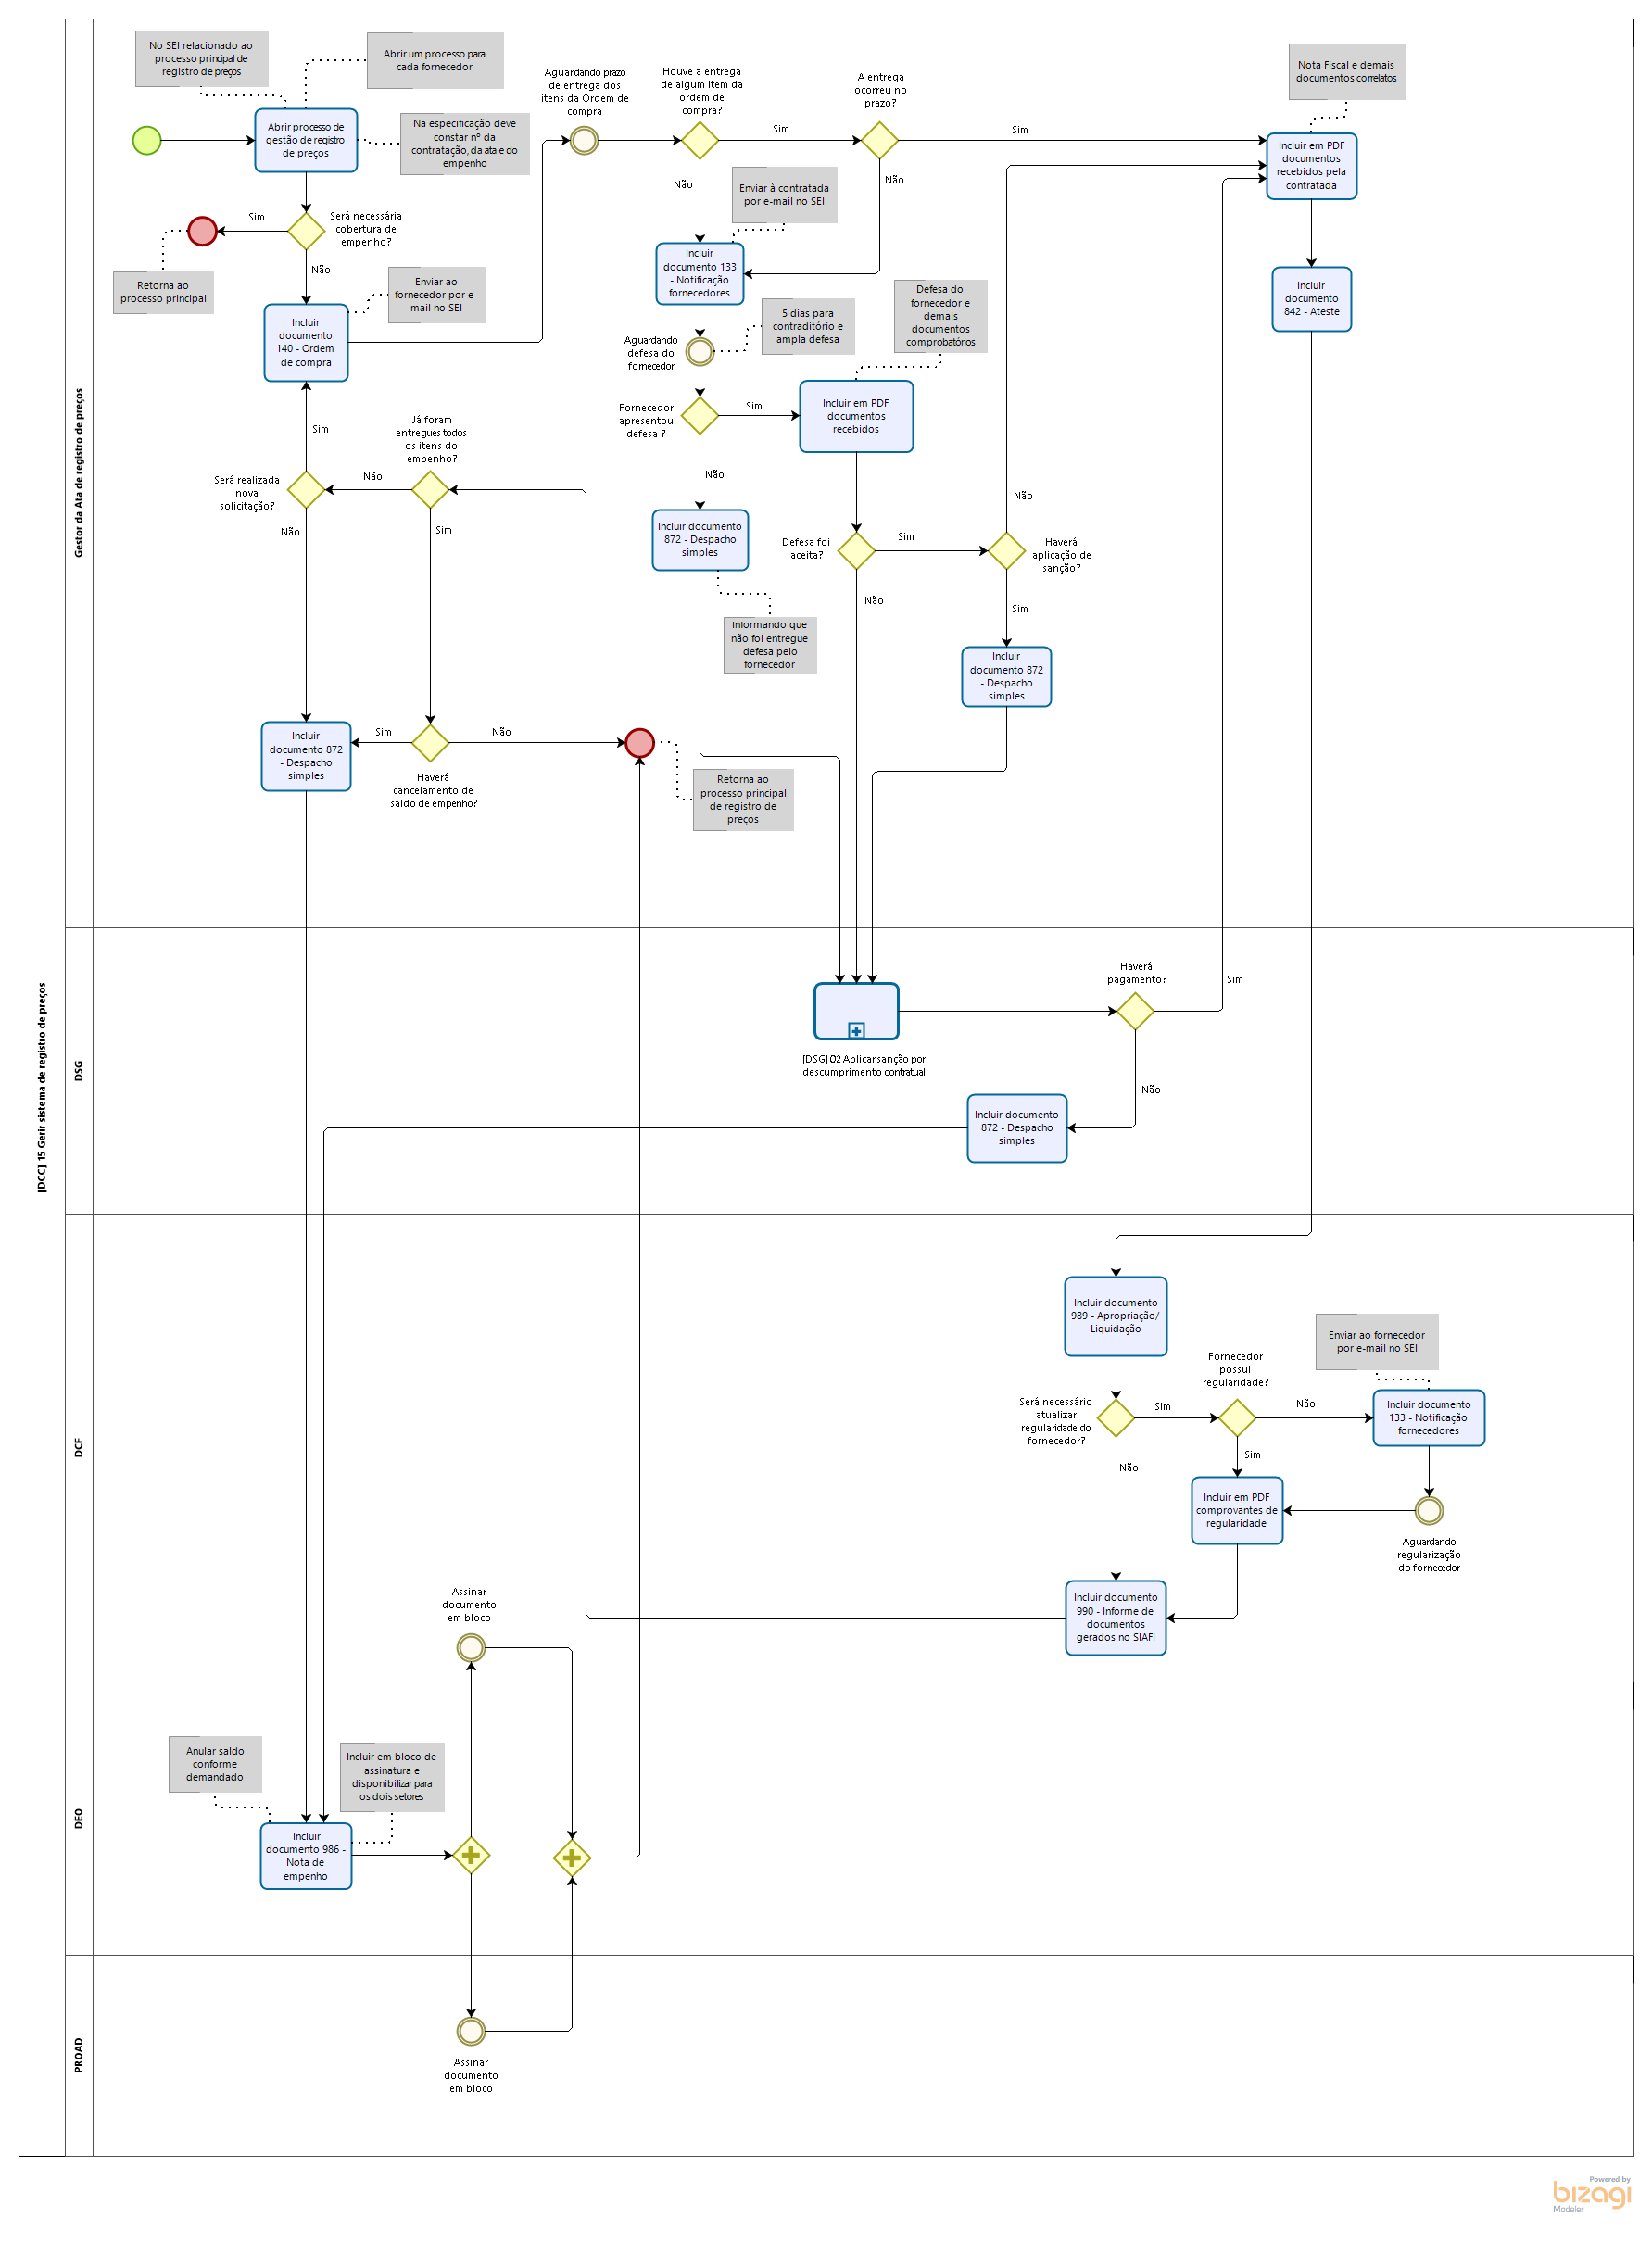 [DCC] 15 Gerir sistema de registro de preços
Gestor da Ata de registro de preços
No SEI relacionado ao
processo principal de
registro de preços
Abrir um processo para
cada fornecedor
Abrir processo de
gestão de registro
de preços
Na especificação deve
constar nº da
contratação, da ata e do
empenho
Sim
Será necessária
cobertura de
empenho?
Não
Retorna ao
processo principal
Enviar ao
fornecedor por e-
mail no SEI
Incluir
documento
140 - Ordem
de compra
Aguardando prazo
de entrega dos
itens da Ordem de
compra
Houve a entrega
de algum item da
ordem de
compra?
Sim
A entrega
ocorreu no
prazo?
Sim
Nota Fiscal e demais
documentos correlatos
Incluir em PDF
documentos
recebidos pela
contratada
Não
Não
Enviar à contratada
por e-mail no SEI
Incluir
documento 133
- Notificação
fornecedores
Incluir
documento
842 - Ateste
5 dias para
contraditório e
ampla defesa
Defesa do
fornecedor e
demais
documentos
comprobatórios
Aguardando
defesa do
fornecedor
Fornecedor
apresentou
defesa ?
Sim
Incluir em PDF
documentos
recebidos
Não
Sim
Já foram
entregues todos
os itens do
empenho?
Será realizada
nova
solicitação?
Não
Não
Sim
Incluir documento
872 - Despacho
simples
Defesa foi
aceita?
Sim
Não
Haverá
aplicação de
sanção?
Não
Sim
Informando que
não foi entregue
defesa pelo
fornecedor
Incluir
documento 872
- Despacho
simples
Incluir
documento 872
- Despacho
simples
Sim
Não
Haverá
cancelamento de
saldo de empenho?
Retorna ao
processo principal
de registro de
preços
DSG
[DSG] 02 Aplicar sanção por
descumprimento contratual
Haverá
pagamento?
Sim
Não
Incluir documento
872 - Despacho
simples
DCF
Incluir documento
989 - Apropriação/
Liquidação
Será necessário
atualizar
regularidade do
fornecedor?
Sim
Não
Fornecedor
possui
regularidade?
Não
Sim
Enviar ao fornecedor
por e-mail no SEI
Incluir documento
133 - Notificação
fornecedores
Incluir em PDF
comprovantes de
regularidade
Aguardando
regularização
do fornecedor
Incluir documento
990 - Informe de
documentos
gerados no SIAFI
Assinar
documento
em bloco
DEO
Anular saldo
conforme
demandado
Incluir em bloco de
assinatura e
disponibilizar para
os dois setores
Incluir
documento 986 -
Nota de
empenho
PROAD
Assinar
documento
em bloco
Powered by
bizagi
Modeler